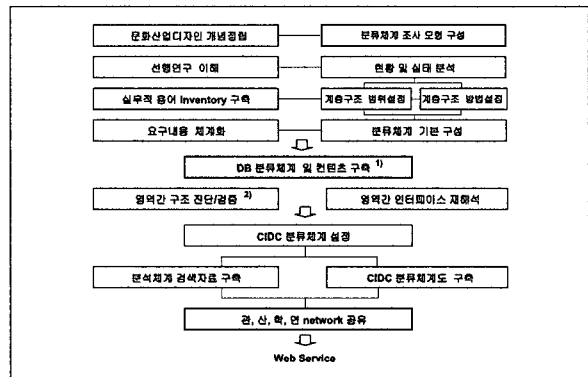 문화산업디자인 개념정립
분류체계 조사 모형 구성
선행연구 이해
현황 및 실태 분석
실무적 용어 Inventory 구축
계층구조 범위설정
계층구조 방법설정
요구내용 체계화
분류체계 기본 구성
DB 분류체계 및 컨텐츠 구축 1)
영역간 구조 진단/검증 2)
영역간 인터페이스 재해석
CIDC 분류체계 설정
분석체계 검색자료 구축
CIDC 분류체계도 구축
관, 산, 학, 연 network 공유
Web Service